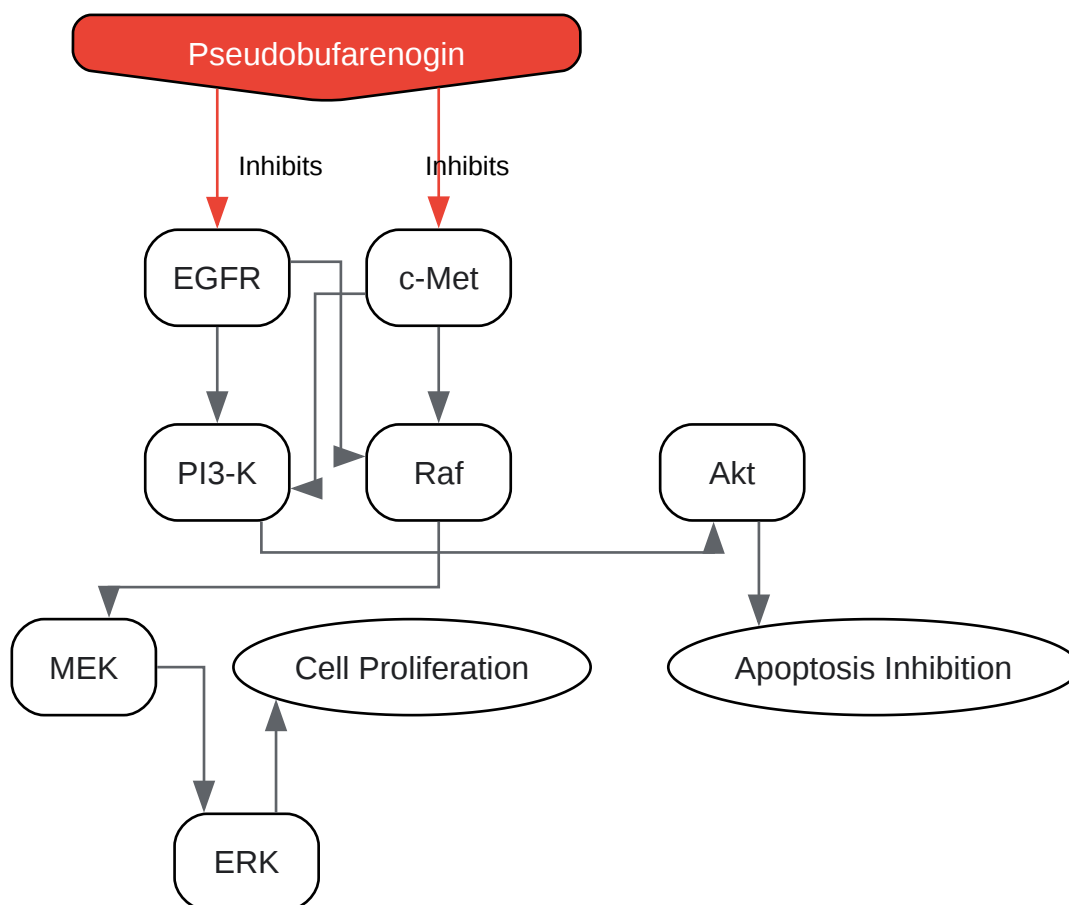 Pseudobufarenogin
Inhibits
Inhibits
EGFR
c-Met
PI3-K
Raf
Akt
MEK
Cell Proliferation
Apoptosis Inhibition
ERK